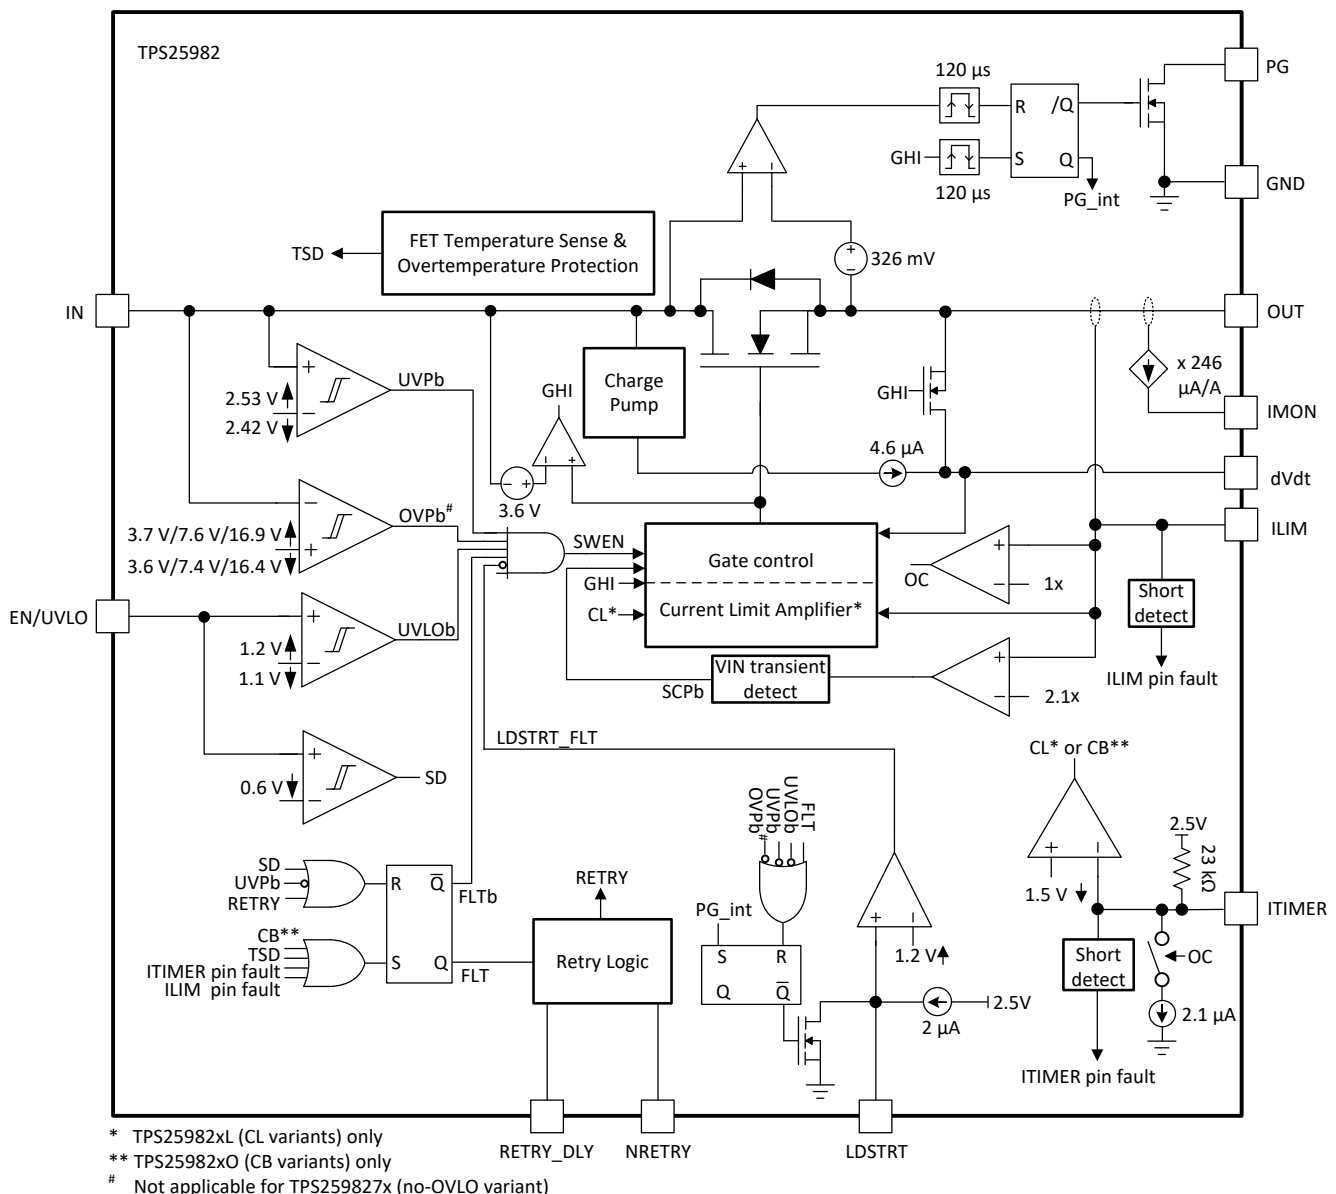 TPS25982
PG
120 µs
R
/Q
GHI
S
Q
120 µs
PG_int
GND
+
−
TSD
FET Temperature Sense &
Overtemperature Protection
+
−
326 mV
IN
OUT
+
−
2.53 V
2.42 V
UVPb
GHI
Charge
Pump
GHI
x 246
µA/A
IMON
−
+
−
+
3.6 V
4.6 µA
dVdt
−
+
3.7 V/7.6 V/16.9 V
3.6 V/7.4 V/16.4 V
OVPb#
SWEN
Gate control
GHI
CL*
Current Limit Amplifier*
+
−
OC
1x
ILIM
Short
detect
ILIM pin fault
EN/UVLO
+
−
1.2 V
1.1 V
UVLOb
SCPb
VIN transient
detect
+
−
2.1x
LDSTRT_FLT
+
−
0.6 V
SD
CL* or CB**
+
−
1.5 V
2.5V
23 kΩ
ITIMER
OVPb#
UVPb
UVLOb
FLT
SD
UVPb
RETRY
R
Q
FLTb
CB**
TSD
ITIMER pin fault
ILIM pin fault
S
Q
FLT
RETRY
Retry Logic
PG_int
S
R
Q
Q
+
−
1.2 V
2 µA
2.5V
Short
detect
OC
2.1 µA
ITIMER pin fault
RETRY_DLY
NRETRY
LDSTRT
* TPS25982xL (CL variants) only
** TPS25982xO (CB variants) only
# Not applicable for TPS259827x (no-OVLO variant)